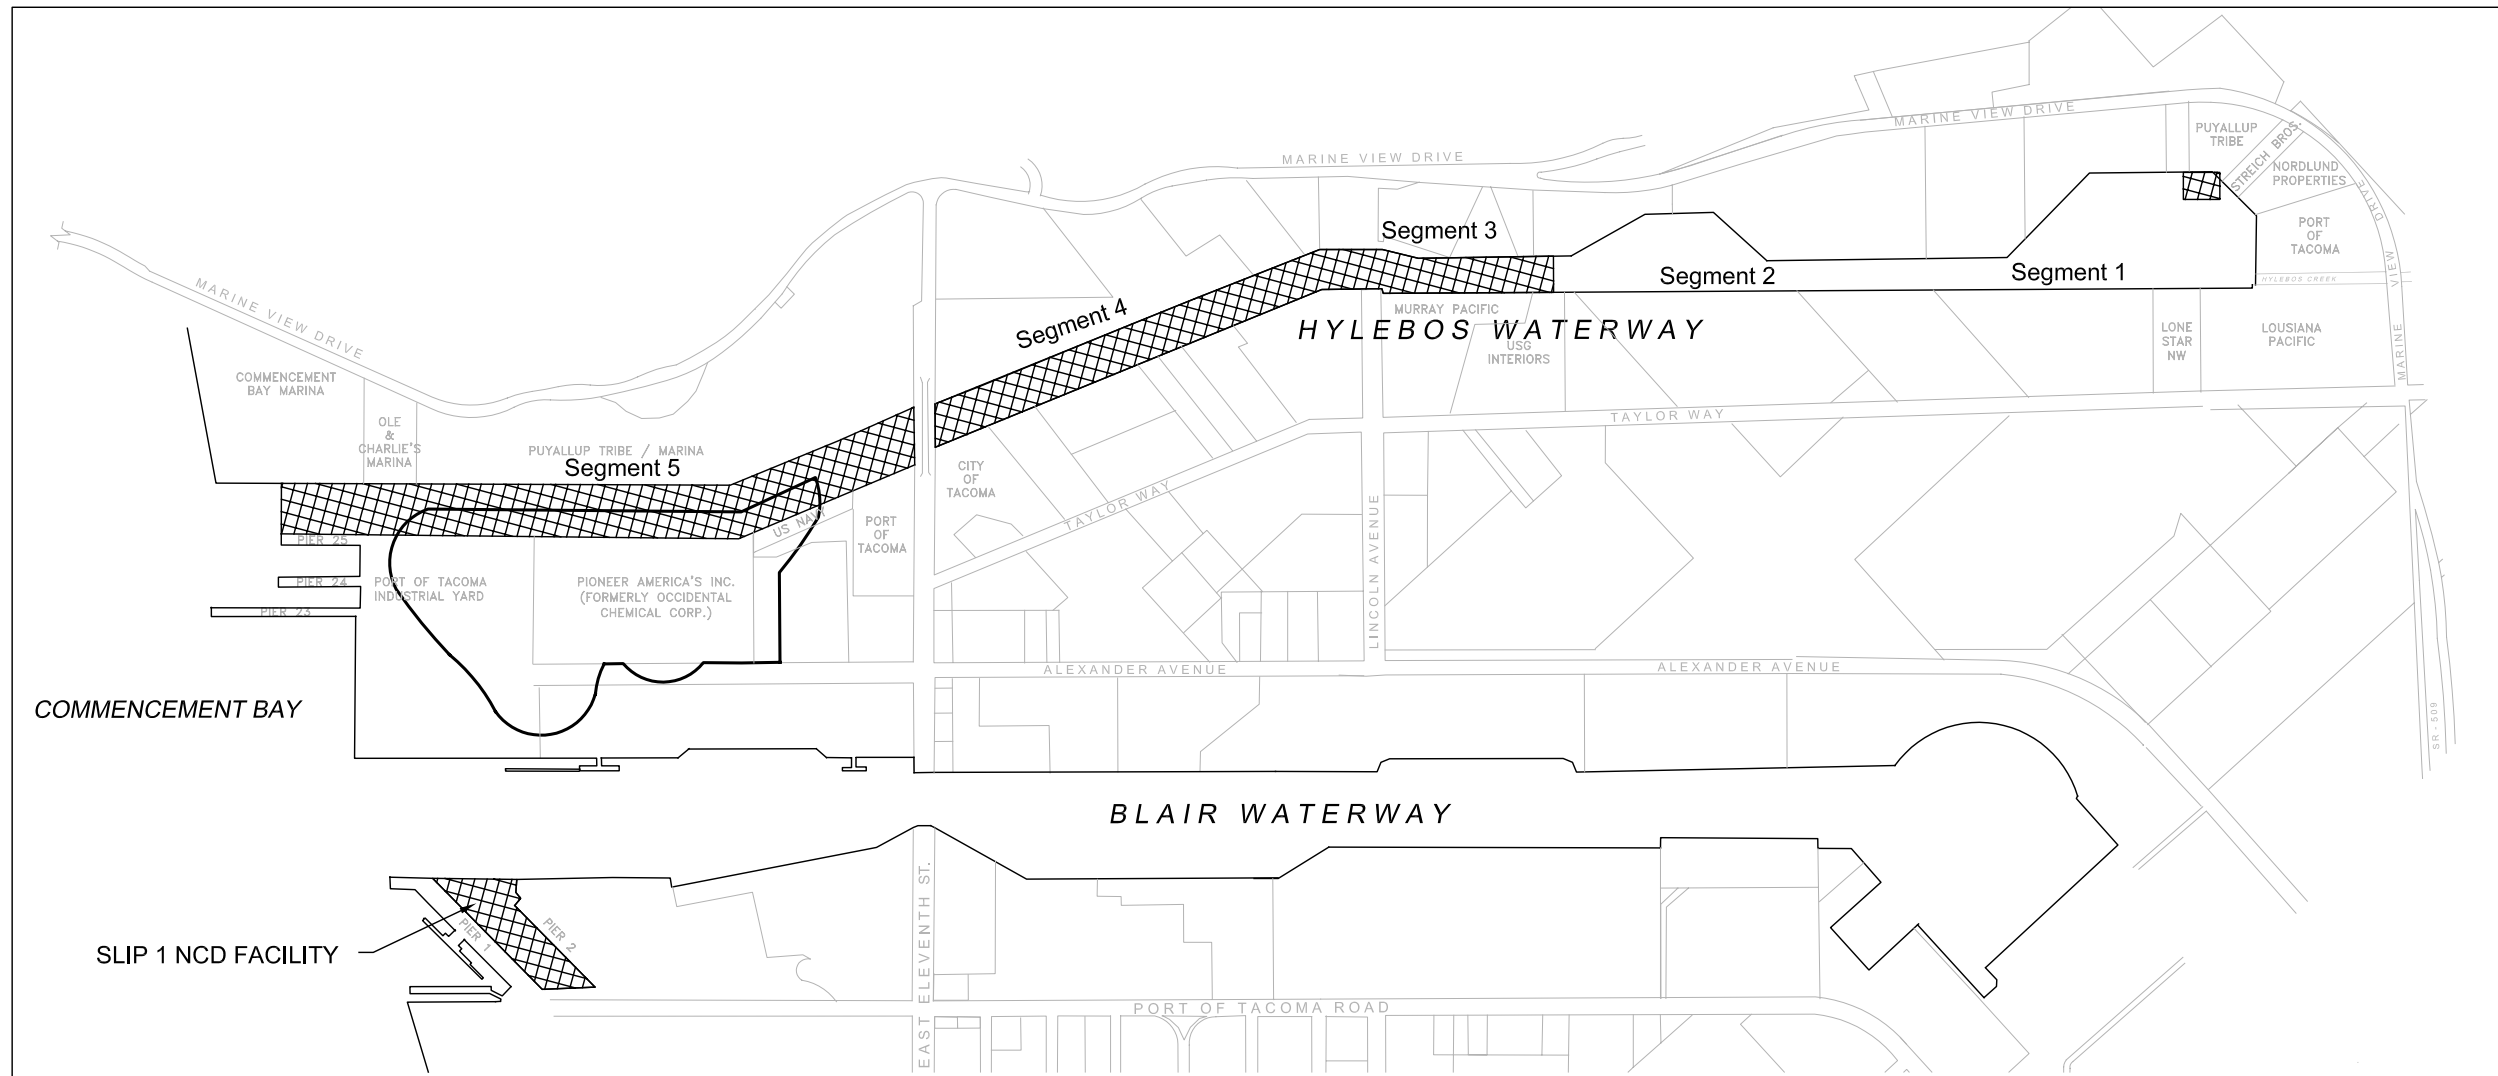 MARINE VIEW DRIVE
PUYALLUP
TRIBE
STREICH BROS.
NORDLUND
PROPERTIES
DRIVE
MARINE VIEW DRIVE
PORT
OF
TACOMA
VIEW
HYLEBOS CREEK
MARINE
Segment 3
Segment 2
Segment 1
MARINE VIEW DRIVE
MURRAY PACIFIC
HYLEBOS WATERWAY
USG
INTERIORS
LONE
STAR
NW
LOUSIANA
PACIFIC
Segment 4
COMMENCEMENT
BAY MARINA
OLE
&
CHARLIE'S
MARINA
PUYALLUP TRIBE / MARINA
Segment 5
TAYLOR WAY
CITY
OF
TACOMA
TAYLOR WAY
US NAVY
PORT
OF
TACOMA
LINCOLN AVENUE
PIER 25
PIER 24
PIER 23
PORT OF TACOMA
INDUSTRIAL YARD
PIONEER AMERICA'S INC.
(FORMERLY OCCIDENTAL
CHEMICAL CORP.)
ALEXANDER AVENUE
ALEXANDER AVENUE
SR-509
COMMENCEMENT BAY
BLAIR WATERWAY
EAST ELEVENTH ST.
PIER 1
PIER 2
SLIP 1 NCD FACILITY
PORT OF TACOMA ROAD